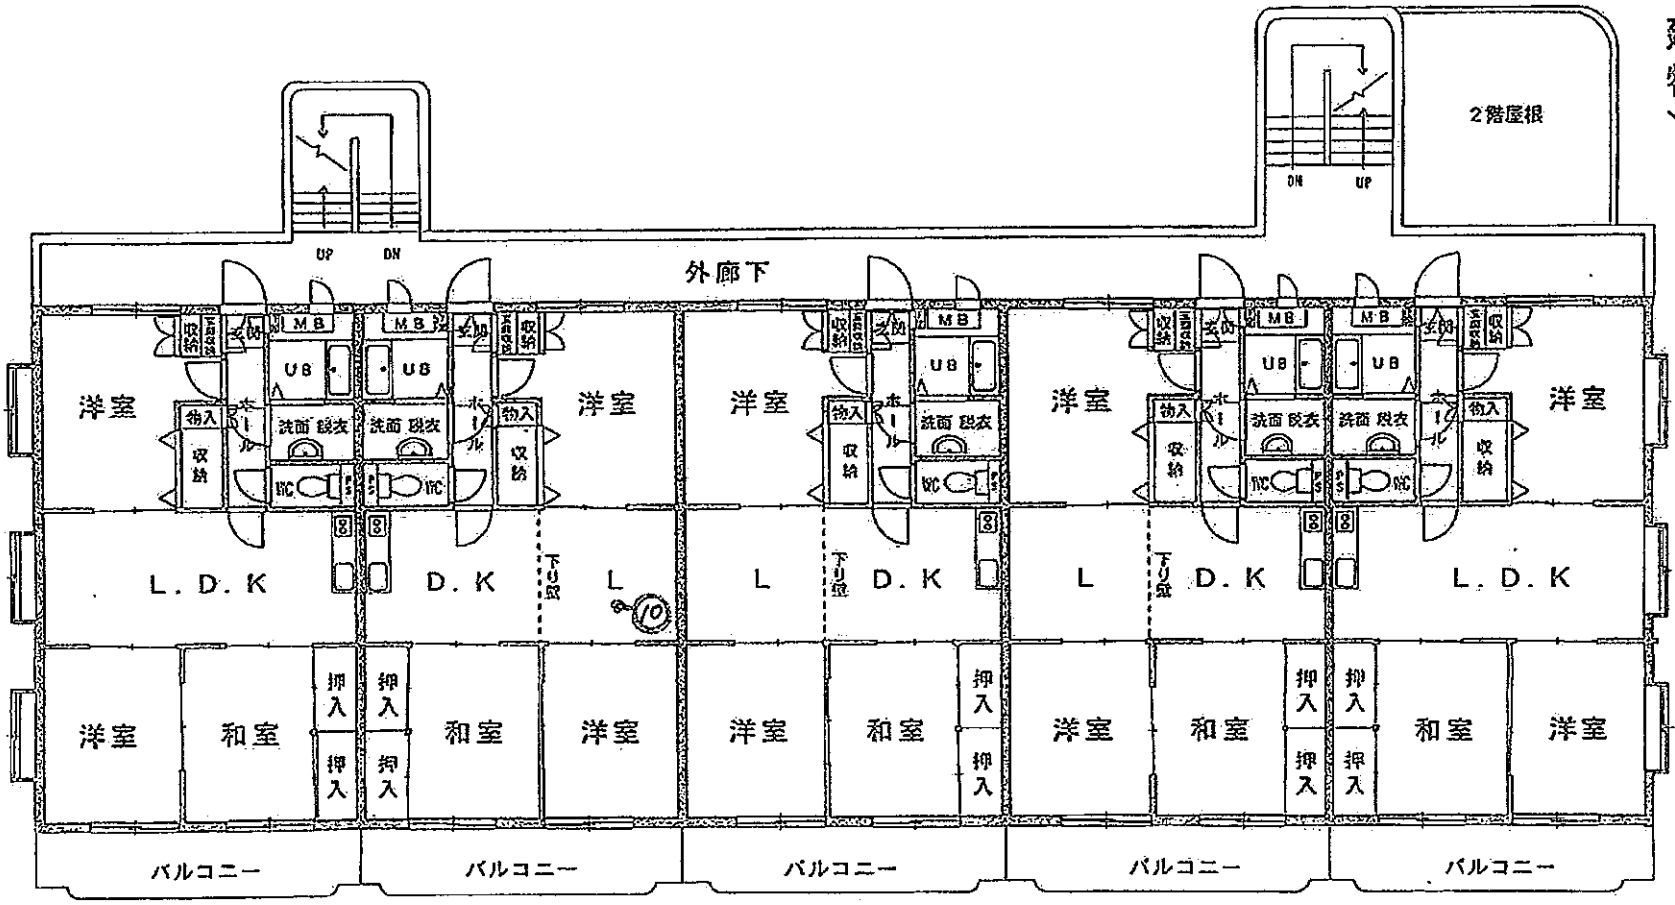 2階屋根
DN UP
UP DN
外廊下
収納 玄関 MB MB 玄関 収納 収納 玄関 MB 収納 玄関 MB MB 玄関 収納
UB UB UB UB UB
洋室 洋室 洋室 洋室 洋室
物入 ホール 洗面 脱衣 洗面 脱衣 ホール 物入 物入 ホール 洗面 脱衣 物入 ホール 洗面 脱衣 洗面 脱衣 ホール 物入
収納 WC PS PS WC 収納 収納 WC PS 収納 WC PS PS WC 収納
L.D.K D.K 下り壁 L L 下り壁 D.K L 下り壁 D.K L.D.K
10
押入 押入 押入 押入 押入
洋室 和室 和室 洋室 洋室 和室 洋室 和室 和室 洋室
押入 押入 押入 押入 押入
バルコニー バルコニー バルコニー バルコニー バルコニー